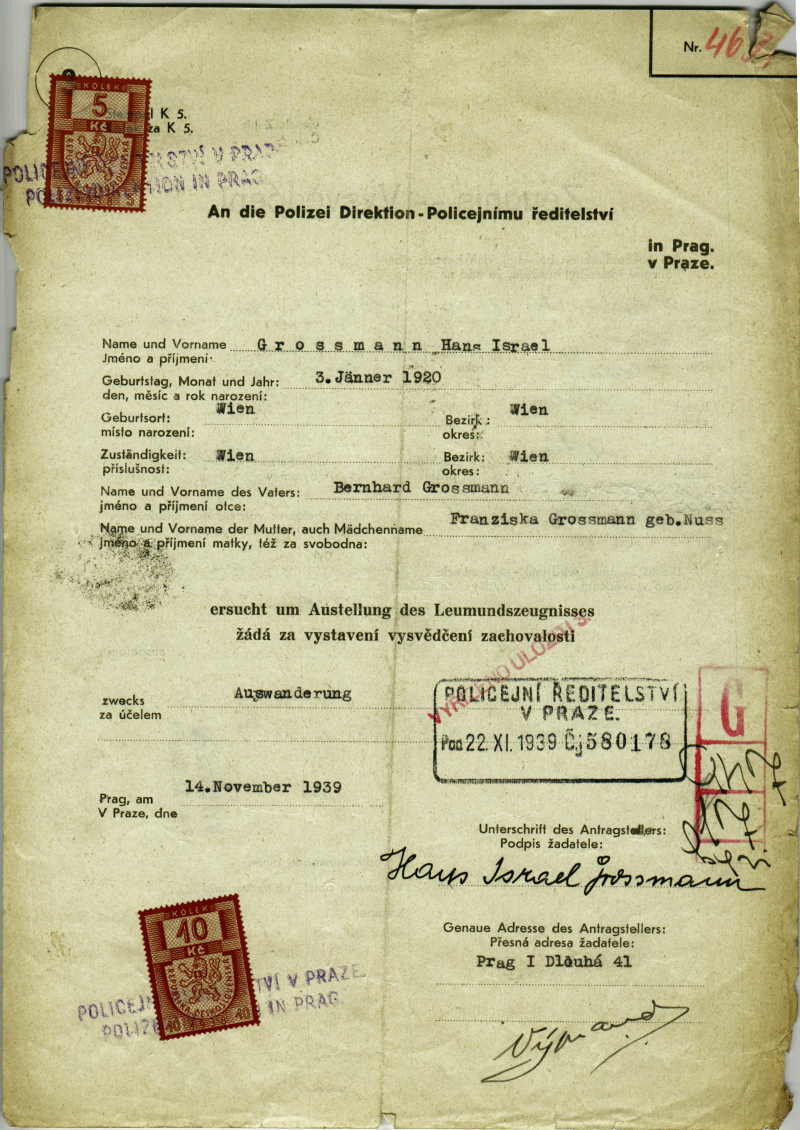 Nr. 46
KOLEK
5
Kč
K 5.
za K 5.
POLICEJNÍ ŘEDITELSTVÍ V PRAZE
POLIZEIDIREKTION IN PRAG
An die Polizei Direktion - Policejnímu ředitelství
in Prag.
v Praze.
Name und Vorname Grossmann Hans Israel
Jméno a příjmení
Geburtstag, Monat und Jahr: 3. Jänner 1920
den, měsíc a rok narození:
Geburtsort: Wien Bezirk: Wien
místo narození: okres:
Zuständigkeit: Wien Bezirk: Wien
příslušnost: okres:
Name und Vorname des Vaters: Bernhard Grossmann
jméno a příjmení otce:
Name und Vorname der Mutter, auch Mädchenname Franziska Grossmann geb. Nuss
jméno a příjmení matky, též za svobodna:
ersucht um Austellung des Leumundszeugnisses
žádá za vystavení vysvědčení zachovalosti
zwecks Auswanderung
za účelem
POLICEJNÍ ŘEDITELSTVÍ
V PRAZE.
Pod 22. XI. 1939 Čj 580178
G
Prag, am 14. November 1939
V Praze, dne
Unterschrift des Antragstellers:
Podpis žadatele:
Hans Israel Grossmann
Genaue Adresse des Antragstellers:
Přesná adresa žadatele:
Prag I Dlouhá 41
KOLEK
10
Kč
REPUBLIKA ČESKOSLOVENSKÁ
10 10
POLICEJNÍ ŘEDITELSTVÍ V PRAZE
POLIZEIDIREKTION IN PRAG